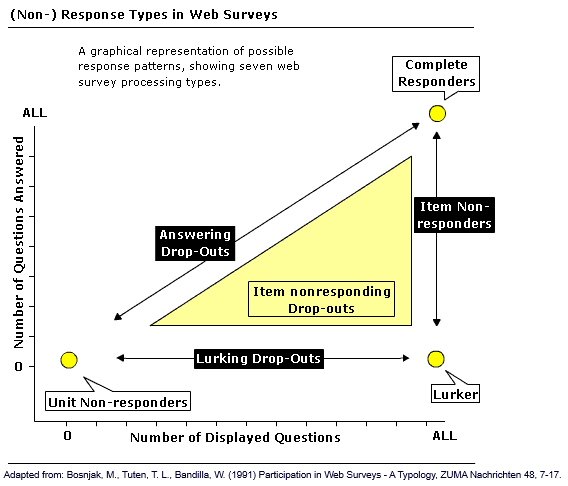 (Non-) Response Types in Web Surveys
A graphical representation of possible
response patterns, showing seven web
survey processing types.
Complete
Responders
ALL
Number of Questions Answered
Answering
Drop-Outs
Item Non-
responders
Item nonresponding
Drop-outs
0
Lurking Drop-Outs
Unit Non-responders
Lurker
0
Number of Displayed Questions
ALL
Adapted from: Bosnjak, M., Tuten, T. L., Bandilla, W. (1991) Participation in Web Surveys - A Typology, ZUMA Nachrichten 48, 7-17.